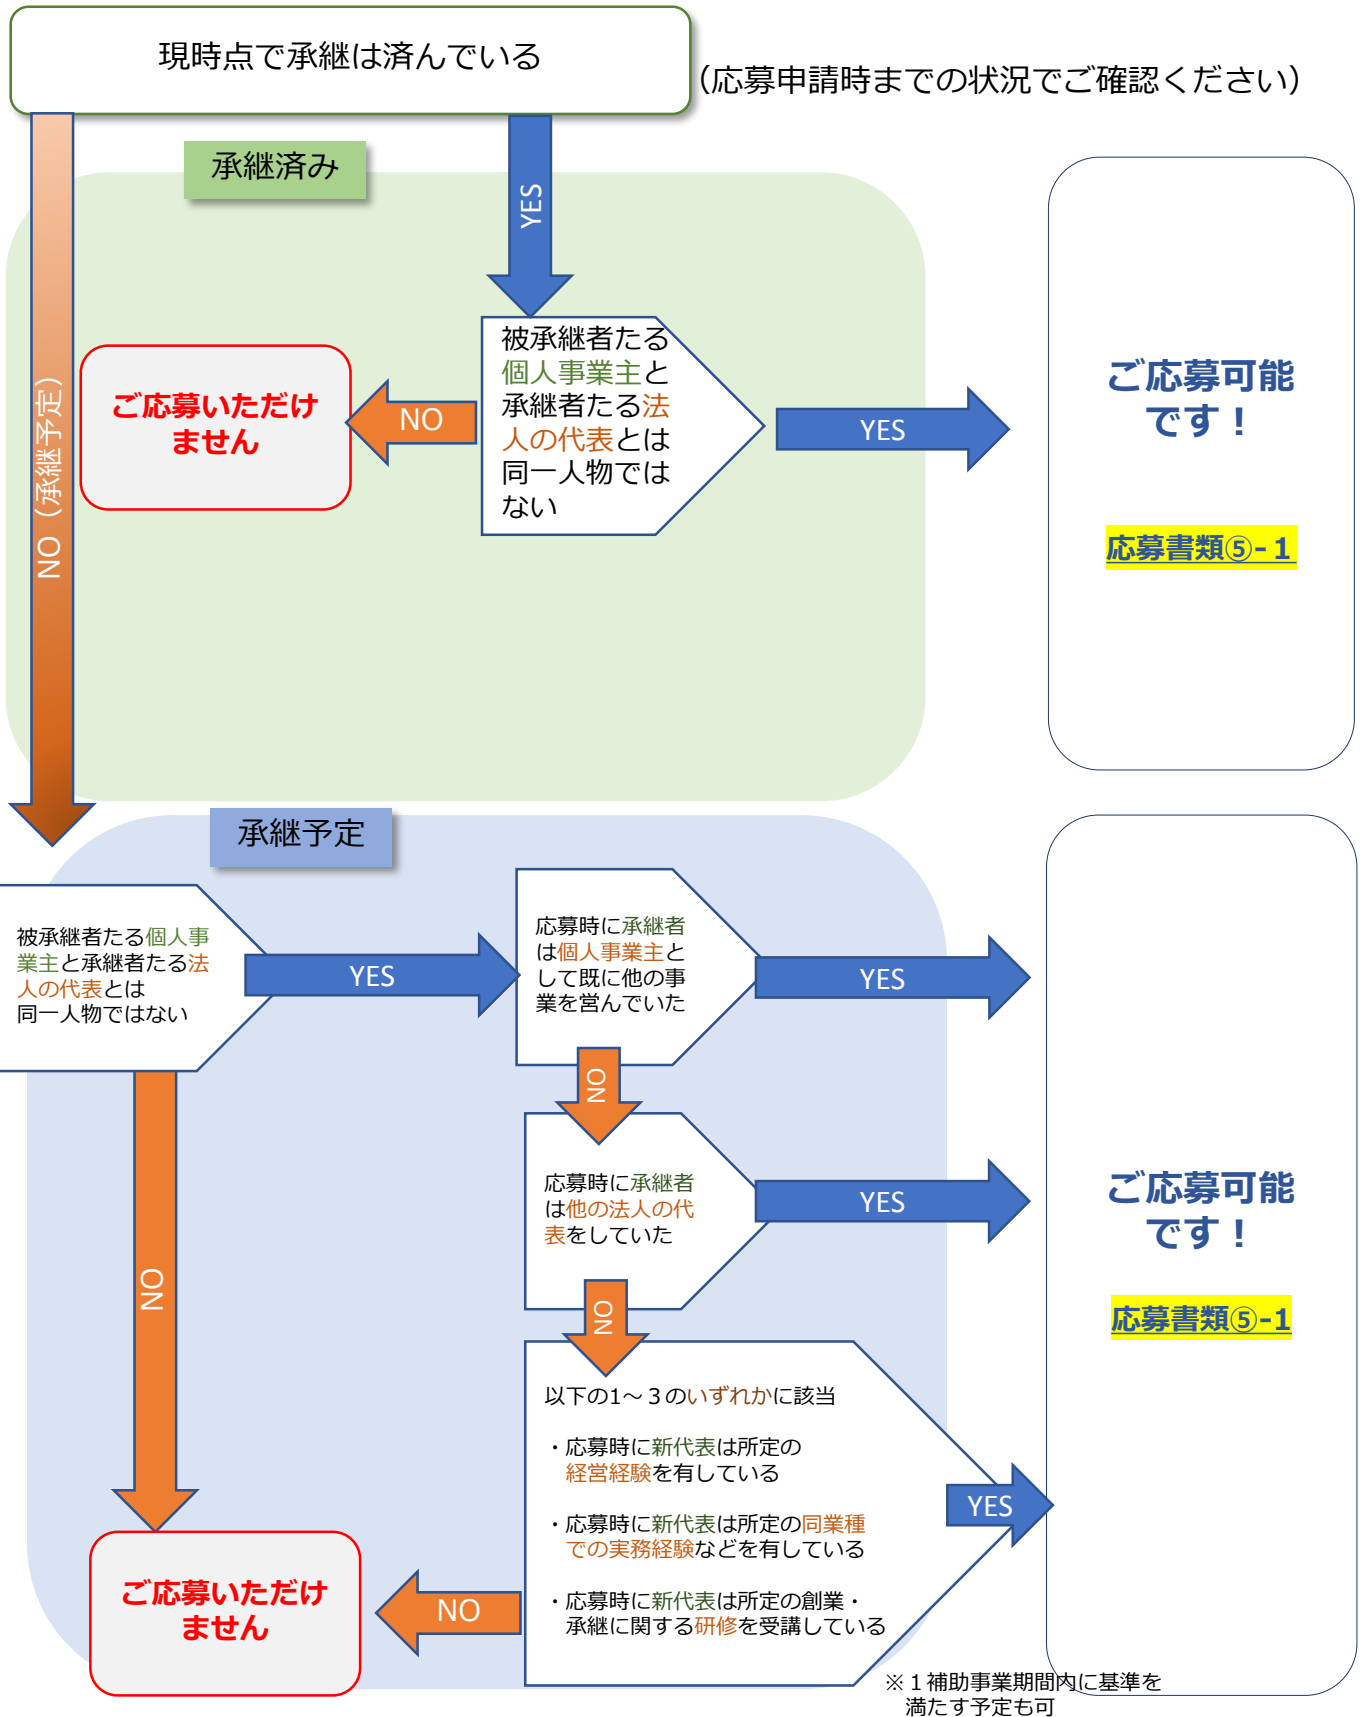 現時点で承継は済んでいる
（応募申請時までの状況でご確認ください）
承継済み
YES
NO（承継予定）
被承継者たる
個人事業主と
承継者たる法
人の代表とは
同一人物では
ない
NO
ご応募いただけ
ません
YES
ご応募可能
です！
応募書類⑤-１
承継予定
被承継者たる個人事
業主と承継者たる法
人の代表とは
同一人物ではない
YES
応募時に承継者
は個人事業主と
して既に他の事
業を営んでいた
YES
NO
応募時に承継者
は他の法人の代
表をしていた
YES
NO
NO
以下の1～３のいずれかに該当
・応募時に新代表は所定の
経営経験を有している
・応募時に新代表は所定の同業種
での実務経験などを有している
・応募時に新代表は所定の創業・
承継に関する研修を受講している
YES
NO
ご応募いただけ
ません
ご応募可能
です！
応募書類⑤-1
※１補助事業期間内に基準を
満たす予定も可